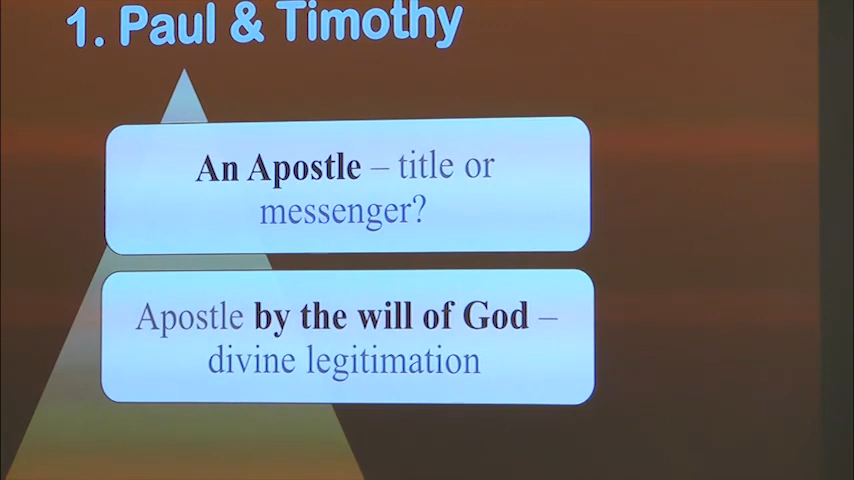 1. Paul & Timothy
An Apostle – title or
messenger?
Apostle by the will of God –
divine legitimation